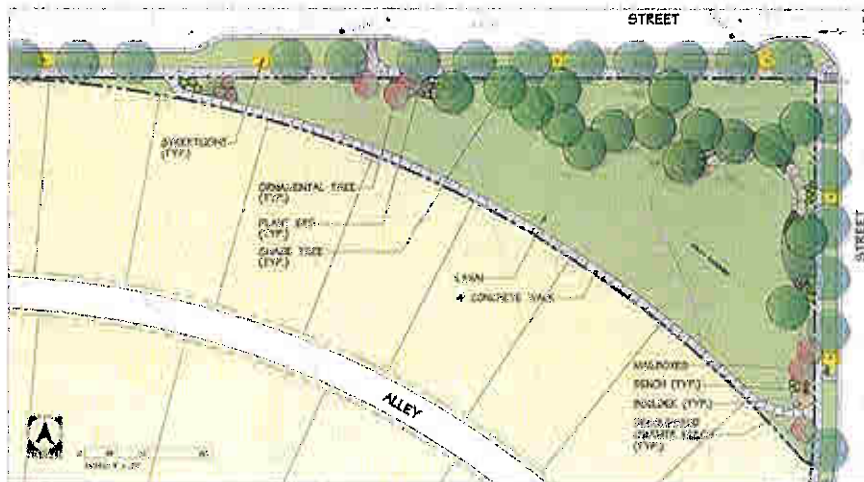 STREET
STREETLIGHTS
(TYP.)
ORNAMENTAL TREE
(TYP.)
PLANT BED
(TYP.)
SHADE TREE
(TYP.)
LAWN
4' CONCRETE WALK
STREET
ALLEY
MAILBOXES
BENCH (TYP.)
BOULDER (TYP.)
(TYP.)